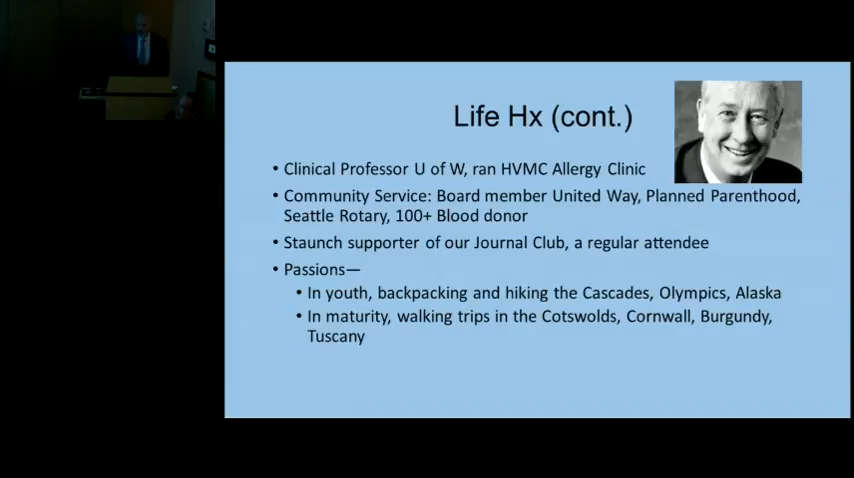 Life Hx (cont.)
• Clinical Professor U of W, ran HVMC Allergy Clinic
• Community Service: Board member United Way, Planned Parenthood,
Seattle Rotary, 100+ Blood donor
• Staunch supporter of our Journal Club, a regular attendee
• Passions—
• In youth, backpacking and hiking the Cascades, Olympics, Alaska
• In maturity, walking trips in the Cotswolds, Cornwall, Burgundy,
Tuscany